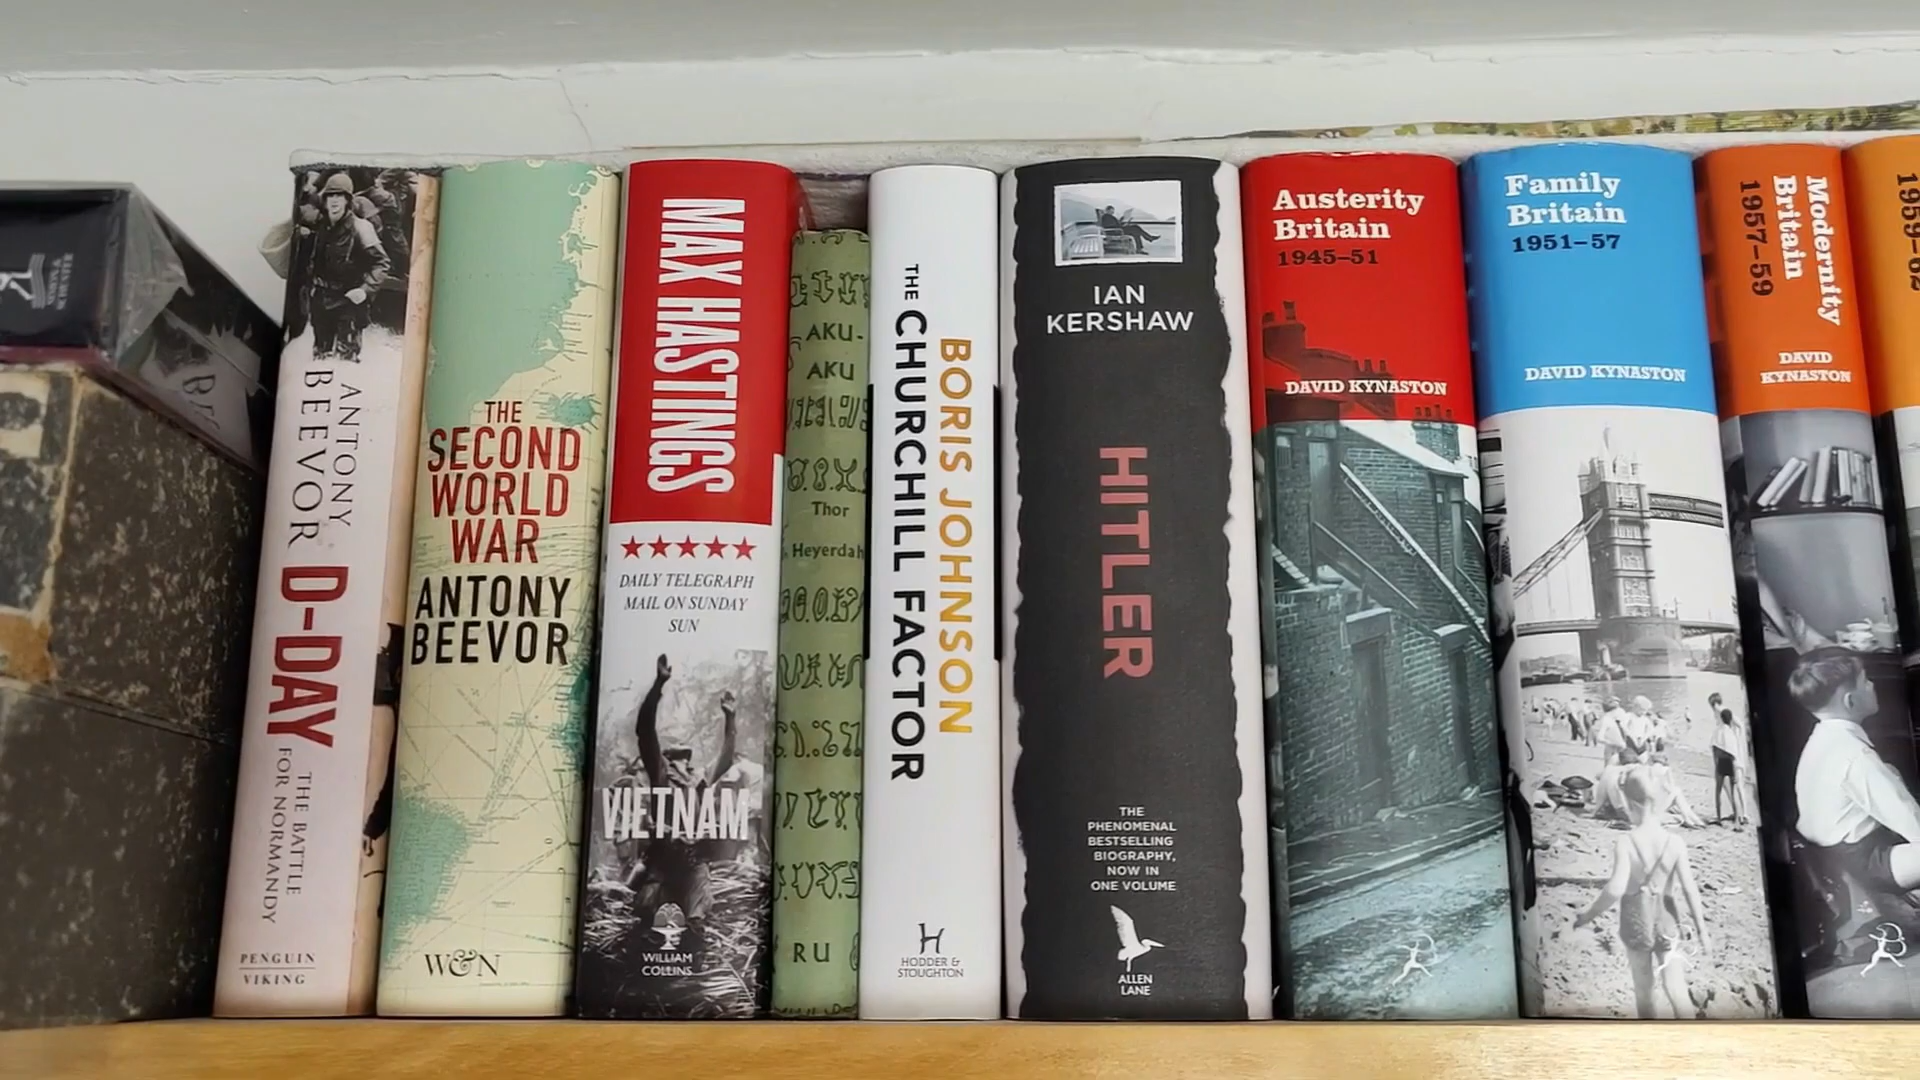 ANTONY
BEEVOR
D-DAY
THE BATTLE
FOR NORMANDY
PENGUIN
VIKING
THE
SECOND
WORLD
WAR
ANTONY
BEEVOR
W&N
MAX HASTINGS
★★★★★
DAILY TELEGRAPH
MAIL ON SUNDAY
SUN
VIETNAM
WILLIAM
COLLINS
AKU-
AKU
Thor
Heyerdah
RU
BORIS JOHNSON
THE CHURCHILL FACTOR
HODDER &
STOUGHTON
IAN
KERSHAW
HITLER
THE
PHENOMENAL
BESTSELLING
BIOGRAPHY,
NOW IN
ONE VOLUME
ALLEN
LANE
Austerity
Britain
1945–51
DAVID KYNASTON
Family
Britain
1951–57
DAVID KYNASTON
Modernity
Britain
1957–59
DAVID
KYNASTON